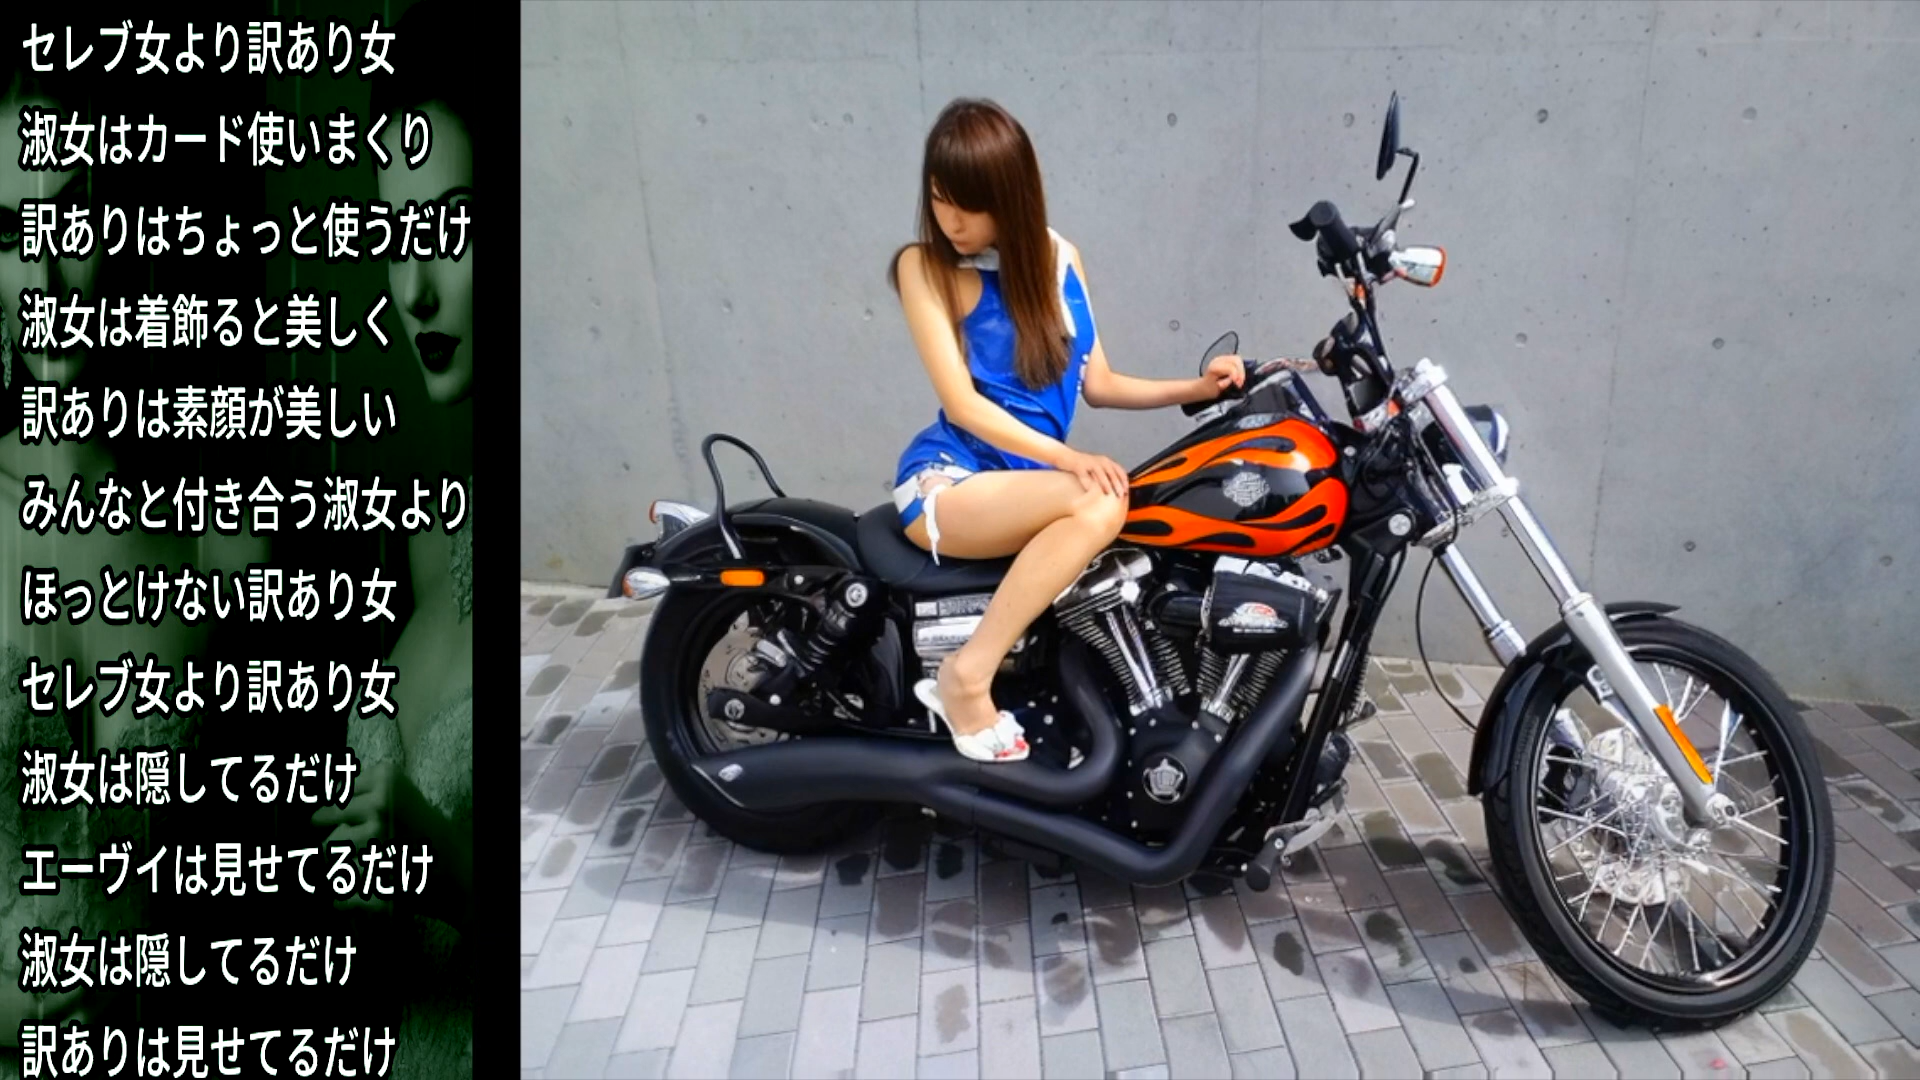 セレブ女より訳あり女
淑女はカード使いまくり
訳ありはちょっと使うだけ
淑女は着飾ると美しく
訳ありは素顔が美しい
みんなと付き合う淑女より
ほっとけない訳あり女
セレブ女より訳あり女
淑女は隠してるだけ
エーヴイは見せてるだけ
淑女は隠してるだけ
訳ありは見せてるだけ